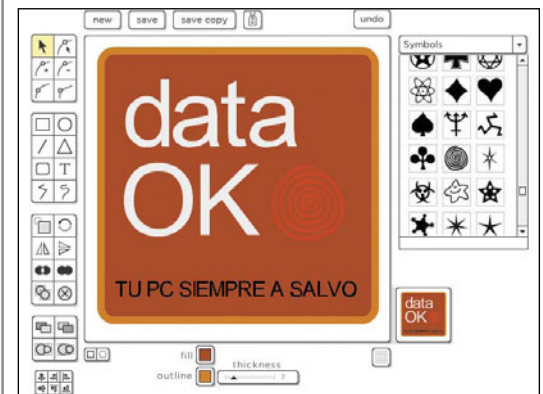 new save save copy undo
Symbols
data
OK
TU PC SIEMPRE A SALVO
T
data
OK
fill
thickness
outline
7